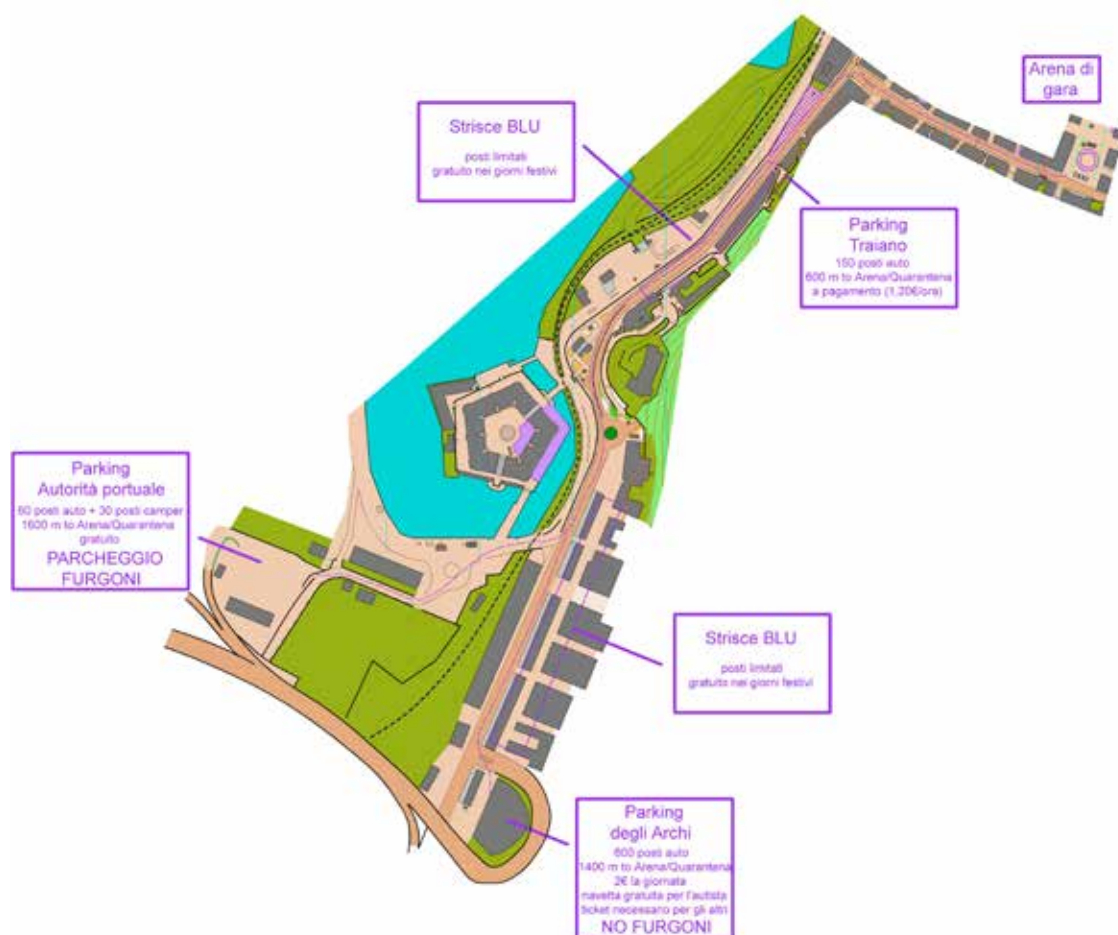 Arena di
gara
Strisce BLU
posti limitati
gratuito nei giorni festivi
Parking
Traiano
150 posti auto
600 m to Arena/Quarantena
a pagamento (1,20€/ora)
Parking
Autorità portuale
60 posti auto + 30 posti camper
1600 m to Arena/Quarantena
gratuito
PARCHEGGIO
FURGONI
Strisce BLU
posti limitati
gratuito nei giorni festivi
Parking
degli Archi
600 posti auto
1400 m to Arena/Quarantena
2€ la giornata
navetta gratuita per l'autista
ticket necessario per gli altri
NO FURGONI